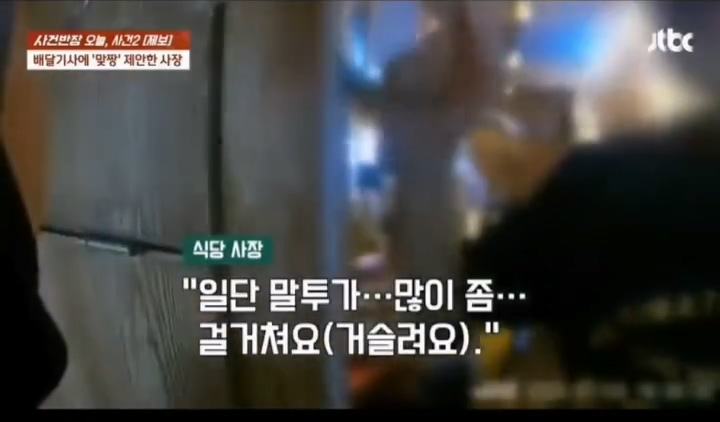 사건반장 오늘, 사건2 [제보]
배달기사에 '맞짱' 제안한 사장
jtbc
식당 사장
"일단 말투가…많이 좀…
걸거쳐요(거슬려요)."